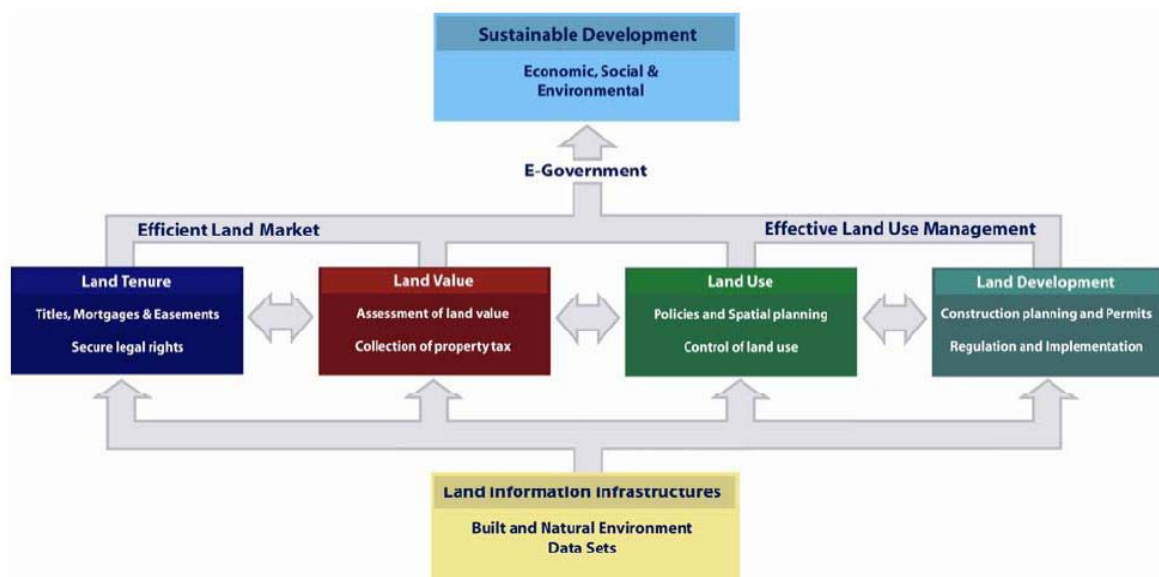 Sustainable Development
Economic, Social &
Environmental
E-Government
Efficient Land Market
Effective Land Use Management
Land Tenure
Titles, Mortgages & Easements
Secure legal rights
Land Value
Assessment of land value
Collection of property tax
Land Use
Policies and Spatial planning
Control of land use
Land Development
Construction planning and Permits
Regulation and Implementation
Land Information Infrastructures
Built and Natural Environment
Data Sets